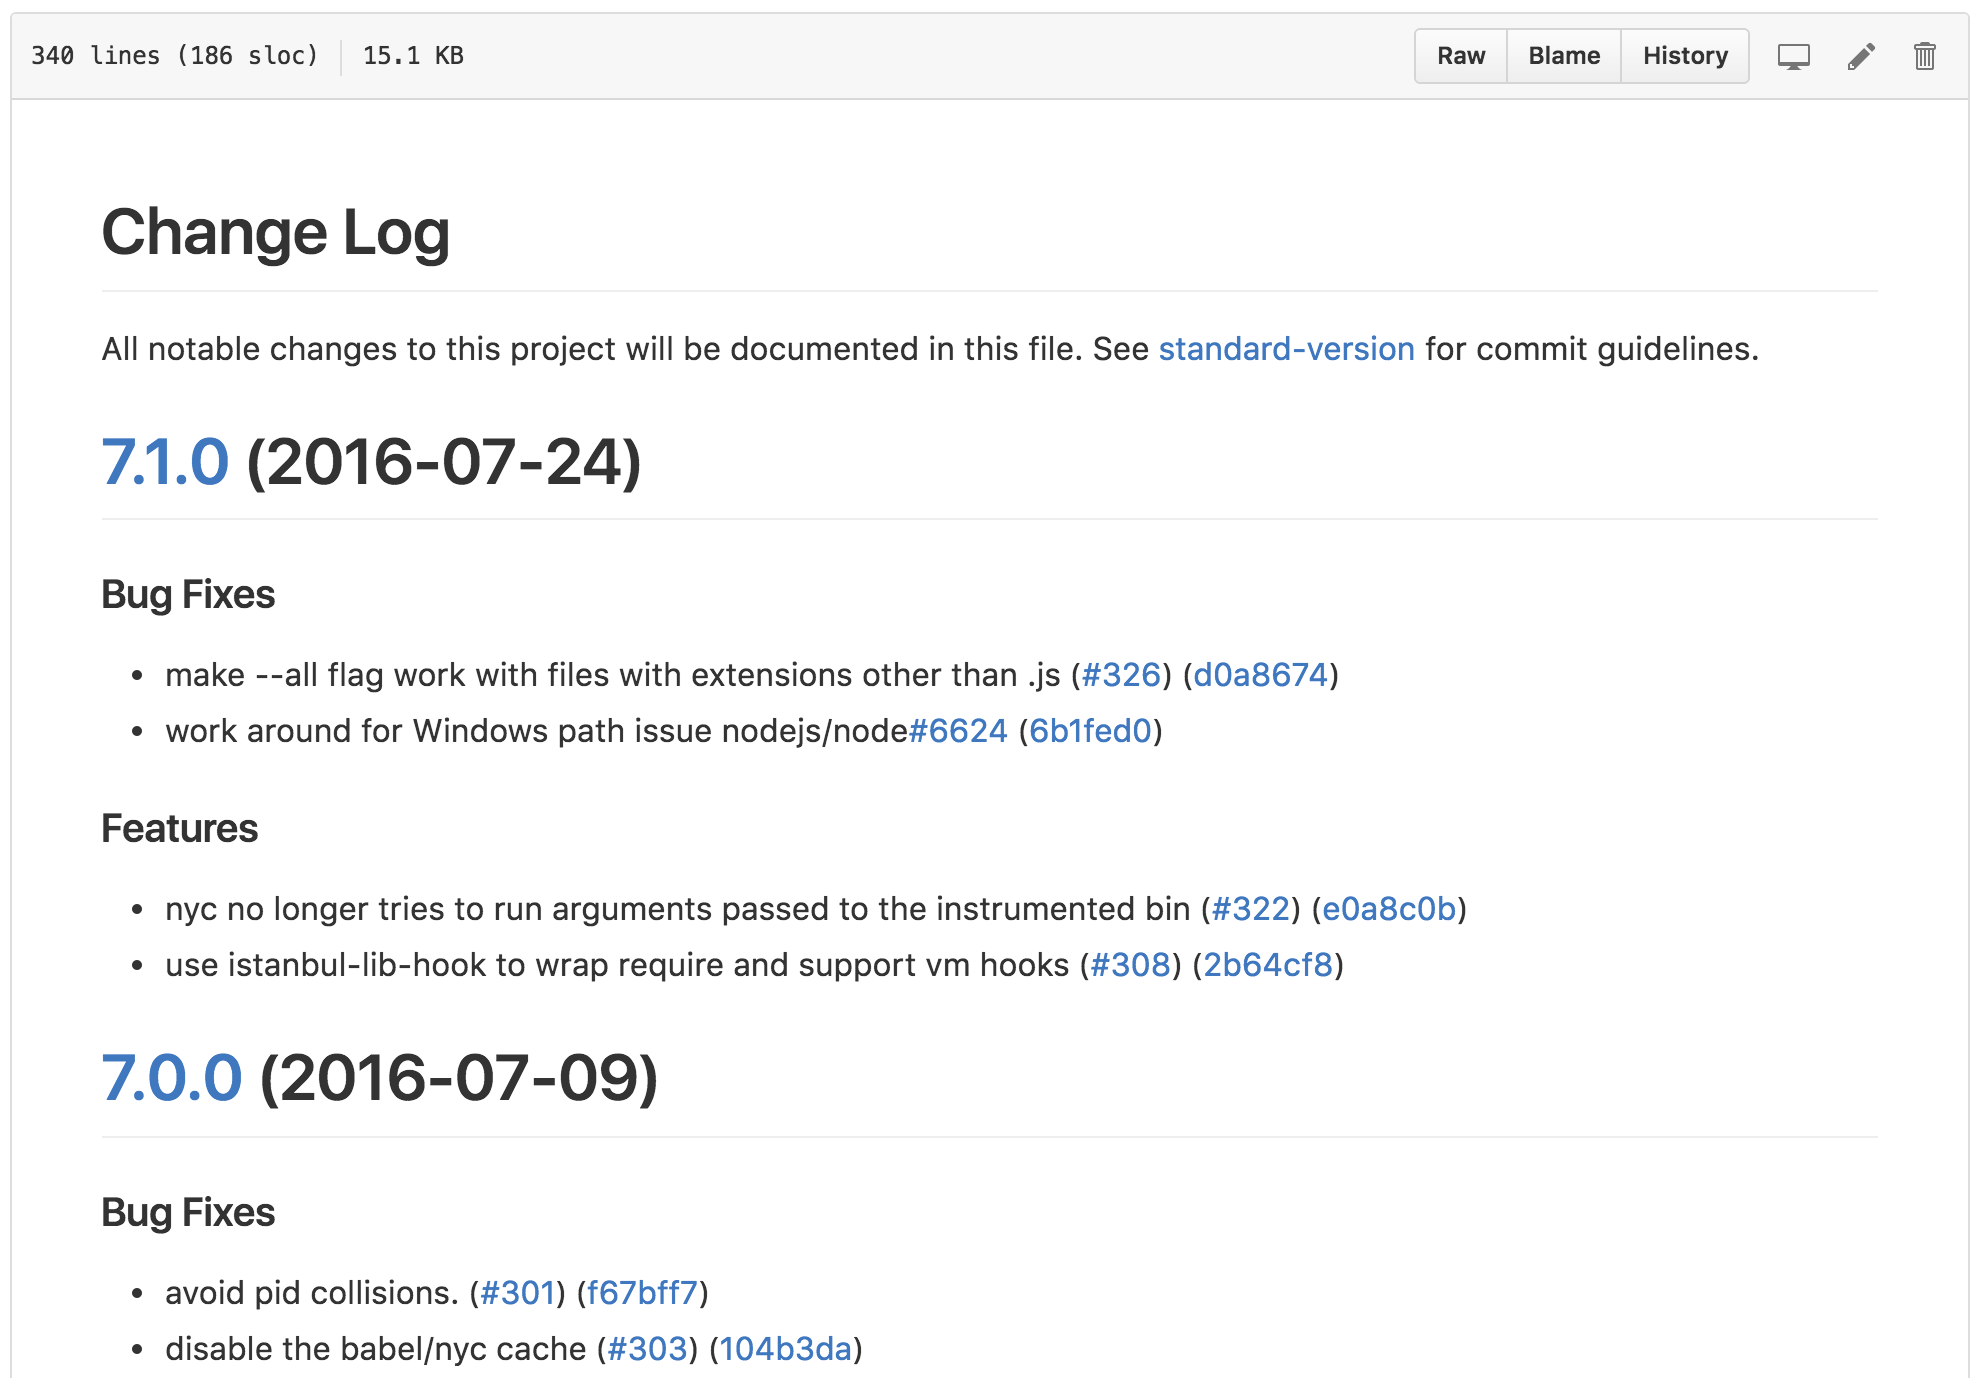 340 lines (186 sloc) 15.1 KB Raw Blame History
Change Log
All notable changes to this project will be documented in this file. See standard-version for commit guidelines.
7.1.0 (2016-07-24)
Bug Fixes
• make --all flag work with files with extensions other than .js (#326) (d0a8674)
• work around for Windows path issue nodejs/node#6624 (6b1fed0)
Features
• nyc no longer tries to run arguments passed to the instrumented bin (#322) (e0a8c0b)
• use istanbul-lib-hook to wrap require and support vm hooks (#308) (2b64cf8)
7.0.0 (2016-07-09)
Bug Fixes
• avoid pid collisions. (#301) (f67bff7)
• disable the babel/nyc cache (#303) (104b3da)